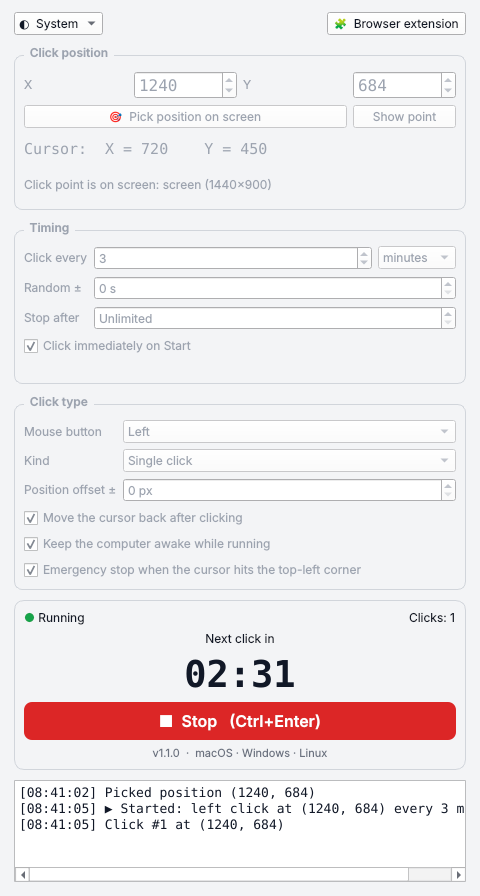 System
Browser extension
Click position
X 1240 Y 684
Pick position on screen Show point
Cursor: X = 720 Y = 450
Click point is on screen: screen (1440×900)
Timing
Click every 3 minutes
Random ± 0 s
Stop after Unlimited
Click immediately on Start
Click type
Mouse button Left
Kind Single click
Position offset ± 0 px
Move the cursor back after clicking
Keep the computer awake while running
Emergency stop when the cursor hits the top-left corner
Running Clicks: 1
Next click in
02:31
Stop (Ctrl+Enter)
v1.1.0 · macOS · Windows · Linux
[08:41:02] Picked position (1240, 684)
[08:41:05] ▶ Started: left click at (1240, 684) every 3 m
[08:41:05] Click #1 at (1240, 684)